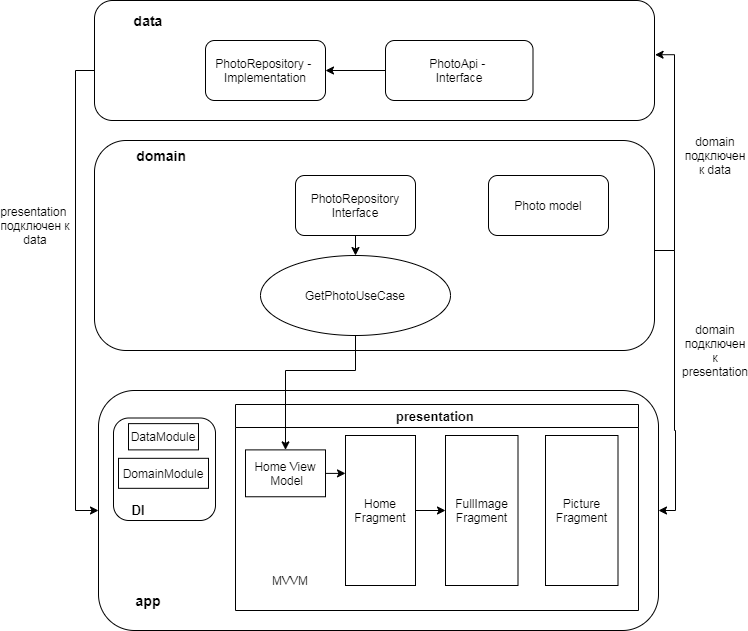 data
PhotoRepository -
Implementation
PhotoApi -
Interface
domain
подключен
к data
domain
PhotoRepository
Interface
Photo model
presentation
подключен к
data
GetPhotoUseCase
domain
подключен
к
presentation
presentation
DataModule
DomainModule
DI
Home View
Model
Home
Fragment
FullImage
Fragment
Picture
Fragment
MVVM
app